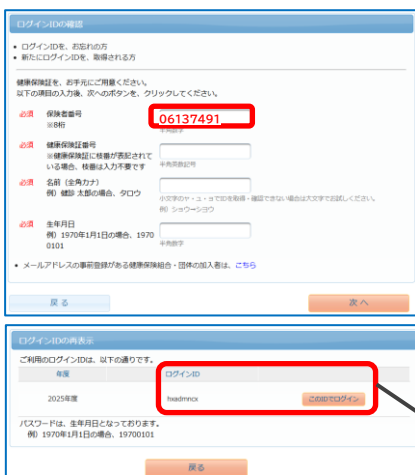 ログインIDの確認
• ログインIDを、お忘れの方
• 新たにログインIDを、取得される方
健康保険証を、お手元にご用意ください。
以下の項目の入力後、次へのボタンを、クリックしてください。
必須 保険者番号
※8桁
06137491
半角数字
必須 健康保険証番号
※健康保険証に枝番が表記されて
いる場合、枝番は入力不要です
半角英数記号
必須 名前（全角カナ）
例）健診 太郎の場合、タロウ
小文字のャ・ュ・ョでIDを取得・確認できない場合は大文字でお試しください。
例）ショウ→シヨウ
必須 生年月日
例）1970年1月1日の場合、1970
0101
半角数字
• メールアドレスの事前登録がある健康保険組合・団体の加入者は、こちら
戻 る
次 へ
ログインIDの再表示
ご利用のログインIDは、以下の通りです。
年度 ログインID
2025年度 hxadmncx このIDでログイン
パスワードは、生年月日となっております。
例）1970年1月1日の場合、19700101
戻る